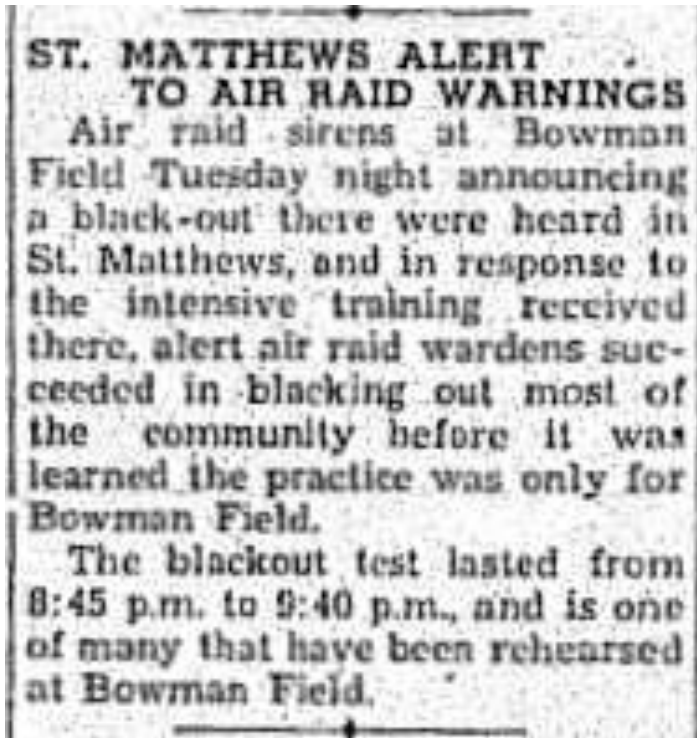 ST. MATTHEWS ALERT
TO AIR RAID WARNINGS
Air raid sirens at Bowman
Field Tuesday night announcing
a black-out there were heard in
St. Matthews, and in response to
the intensive training received
there, alert air raid wardens suc-
ceeded in blacking out most of
the community before it was
learned the practice was only for
Bowman Field.
The blackout test lasted from
8:45 p.m. to 9:40 p.m., and is one
of many that have been rehearsed
at Bowman Field.